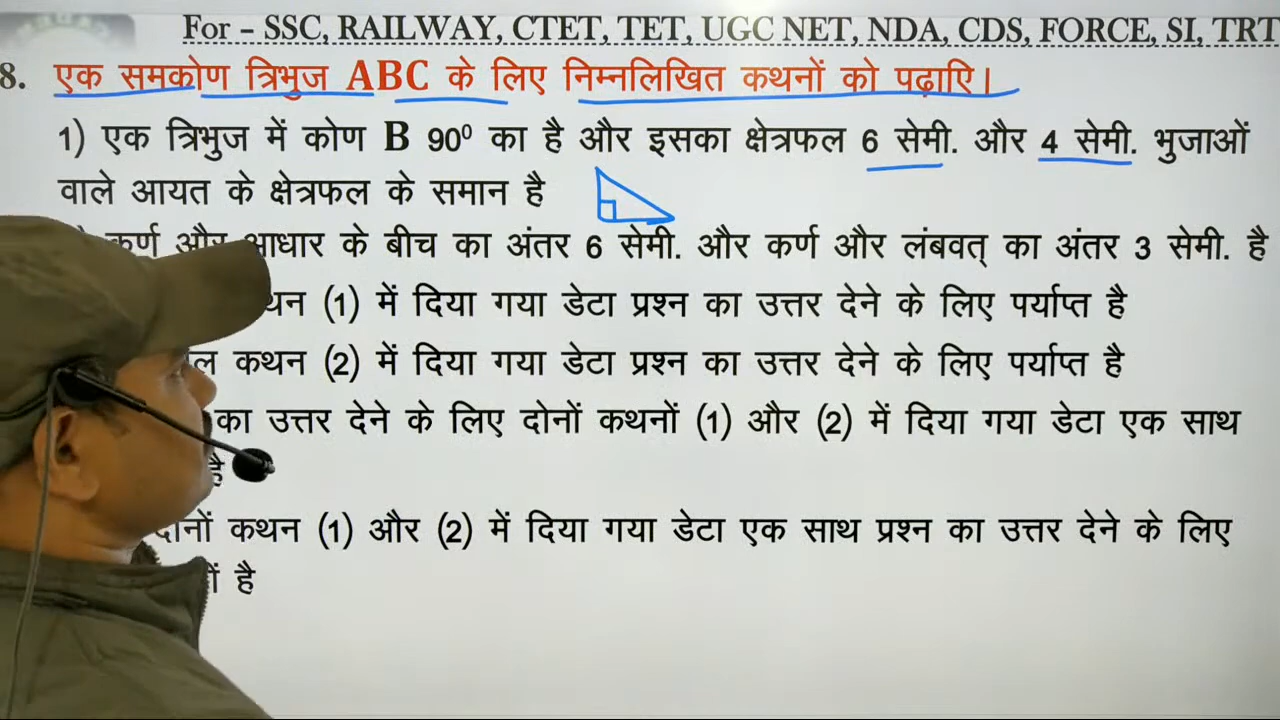 For – SSC, RAILWAY, CTET, TET, UGC NET, NDA, CDS, FORCE, SI, TRT
8. एक समकोण त्रिभुज ABC के लिए निम्नलिखित कथनों को पढ़ाएि।
1) एक त्रिभुज में कोण B 90⁰ का है और इसका क्षेत्रफल 6 सेमी. और 4 सेमी. भुजाओं
वाले आयत के क्षेत्रफल के समान है
कर्ण और आधार के बीच का अंतर 6 सेमी. और कर्ण और लंबवत् का अंतर 3 सेमी. है
(1) में दिया गया डेटा प्रश्न का उत्तर देने के लिए पर्याप्त है
कथन (2) में दिया गया डेटा प्रश्न का उत्तर देने के लिए पर्याप्त है
का उत्तर देने के लिए दोनों कथनों (1) और (2) में दिया गया डेटा एक साथ
है
दोनों कथन (1) और (2) में दिया गया डेटा एक साथ प्रश्न का उत्तर देने के लिए
है